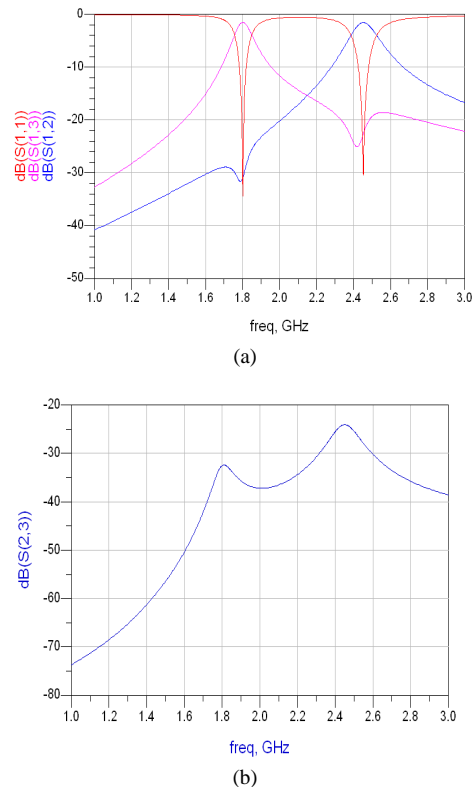 0
-10
-20
-30
-40
-50
dB(S(1,1))
dB(S(1,3))
dB(S(1,2))
1.0 1.2 1.4 1.6 1.8 2.0 2.2 2.4 2.6 2.8 3.0
freq, GHz
(a)
-20
-30
-40
-50
-60
-70
-80
dB(S(2,3))
1.0 1.2 1.4 1.6 1.8 2.0 2.2 2.4 2.6 2.8 3.0
freq, GHz
(b)